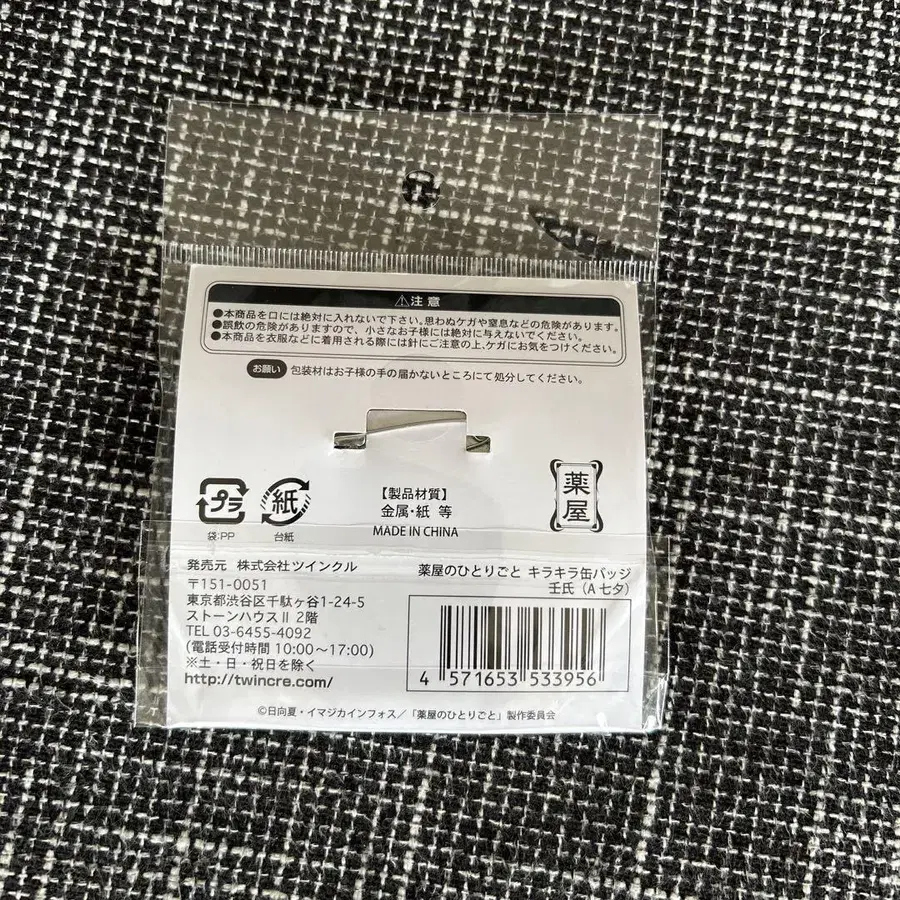 ⚠注意
●本商品を口には絶対に入れないで下さい。思わぬケガや窒息などの危険があります。
●誤飲の危険がありますので、小さなお子様には絶対に与えないでください。
●本商品を衣服などに着用される際には針にご注意の上、ケガにお気をつけください。
お願い 包装材はお子様の手の届かないところにて処分してください。
プラ
袋:PP
紙
台紙
【製品材質】
金属・紙 等
MADE IN CHINA
薬屋
発売元 株式会社ツインクル
〒151-0051
東京都渋谷区千駄ヶ谷1-24-5
ストーンハウスⅡ 2階
TEL 03-6455-4092
(電話受付時間 10:00~17:00)
※土・日・祝日を除く
http://twincre.com/
薬屋のひとりごと キラキラ缶バッジ
壬氏(A 七夕)
4 571653 533956
©日向夏・イマジカインフォス/「薬屋のひとりごと」製作委員会